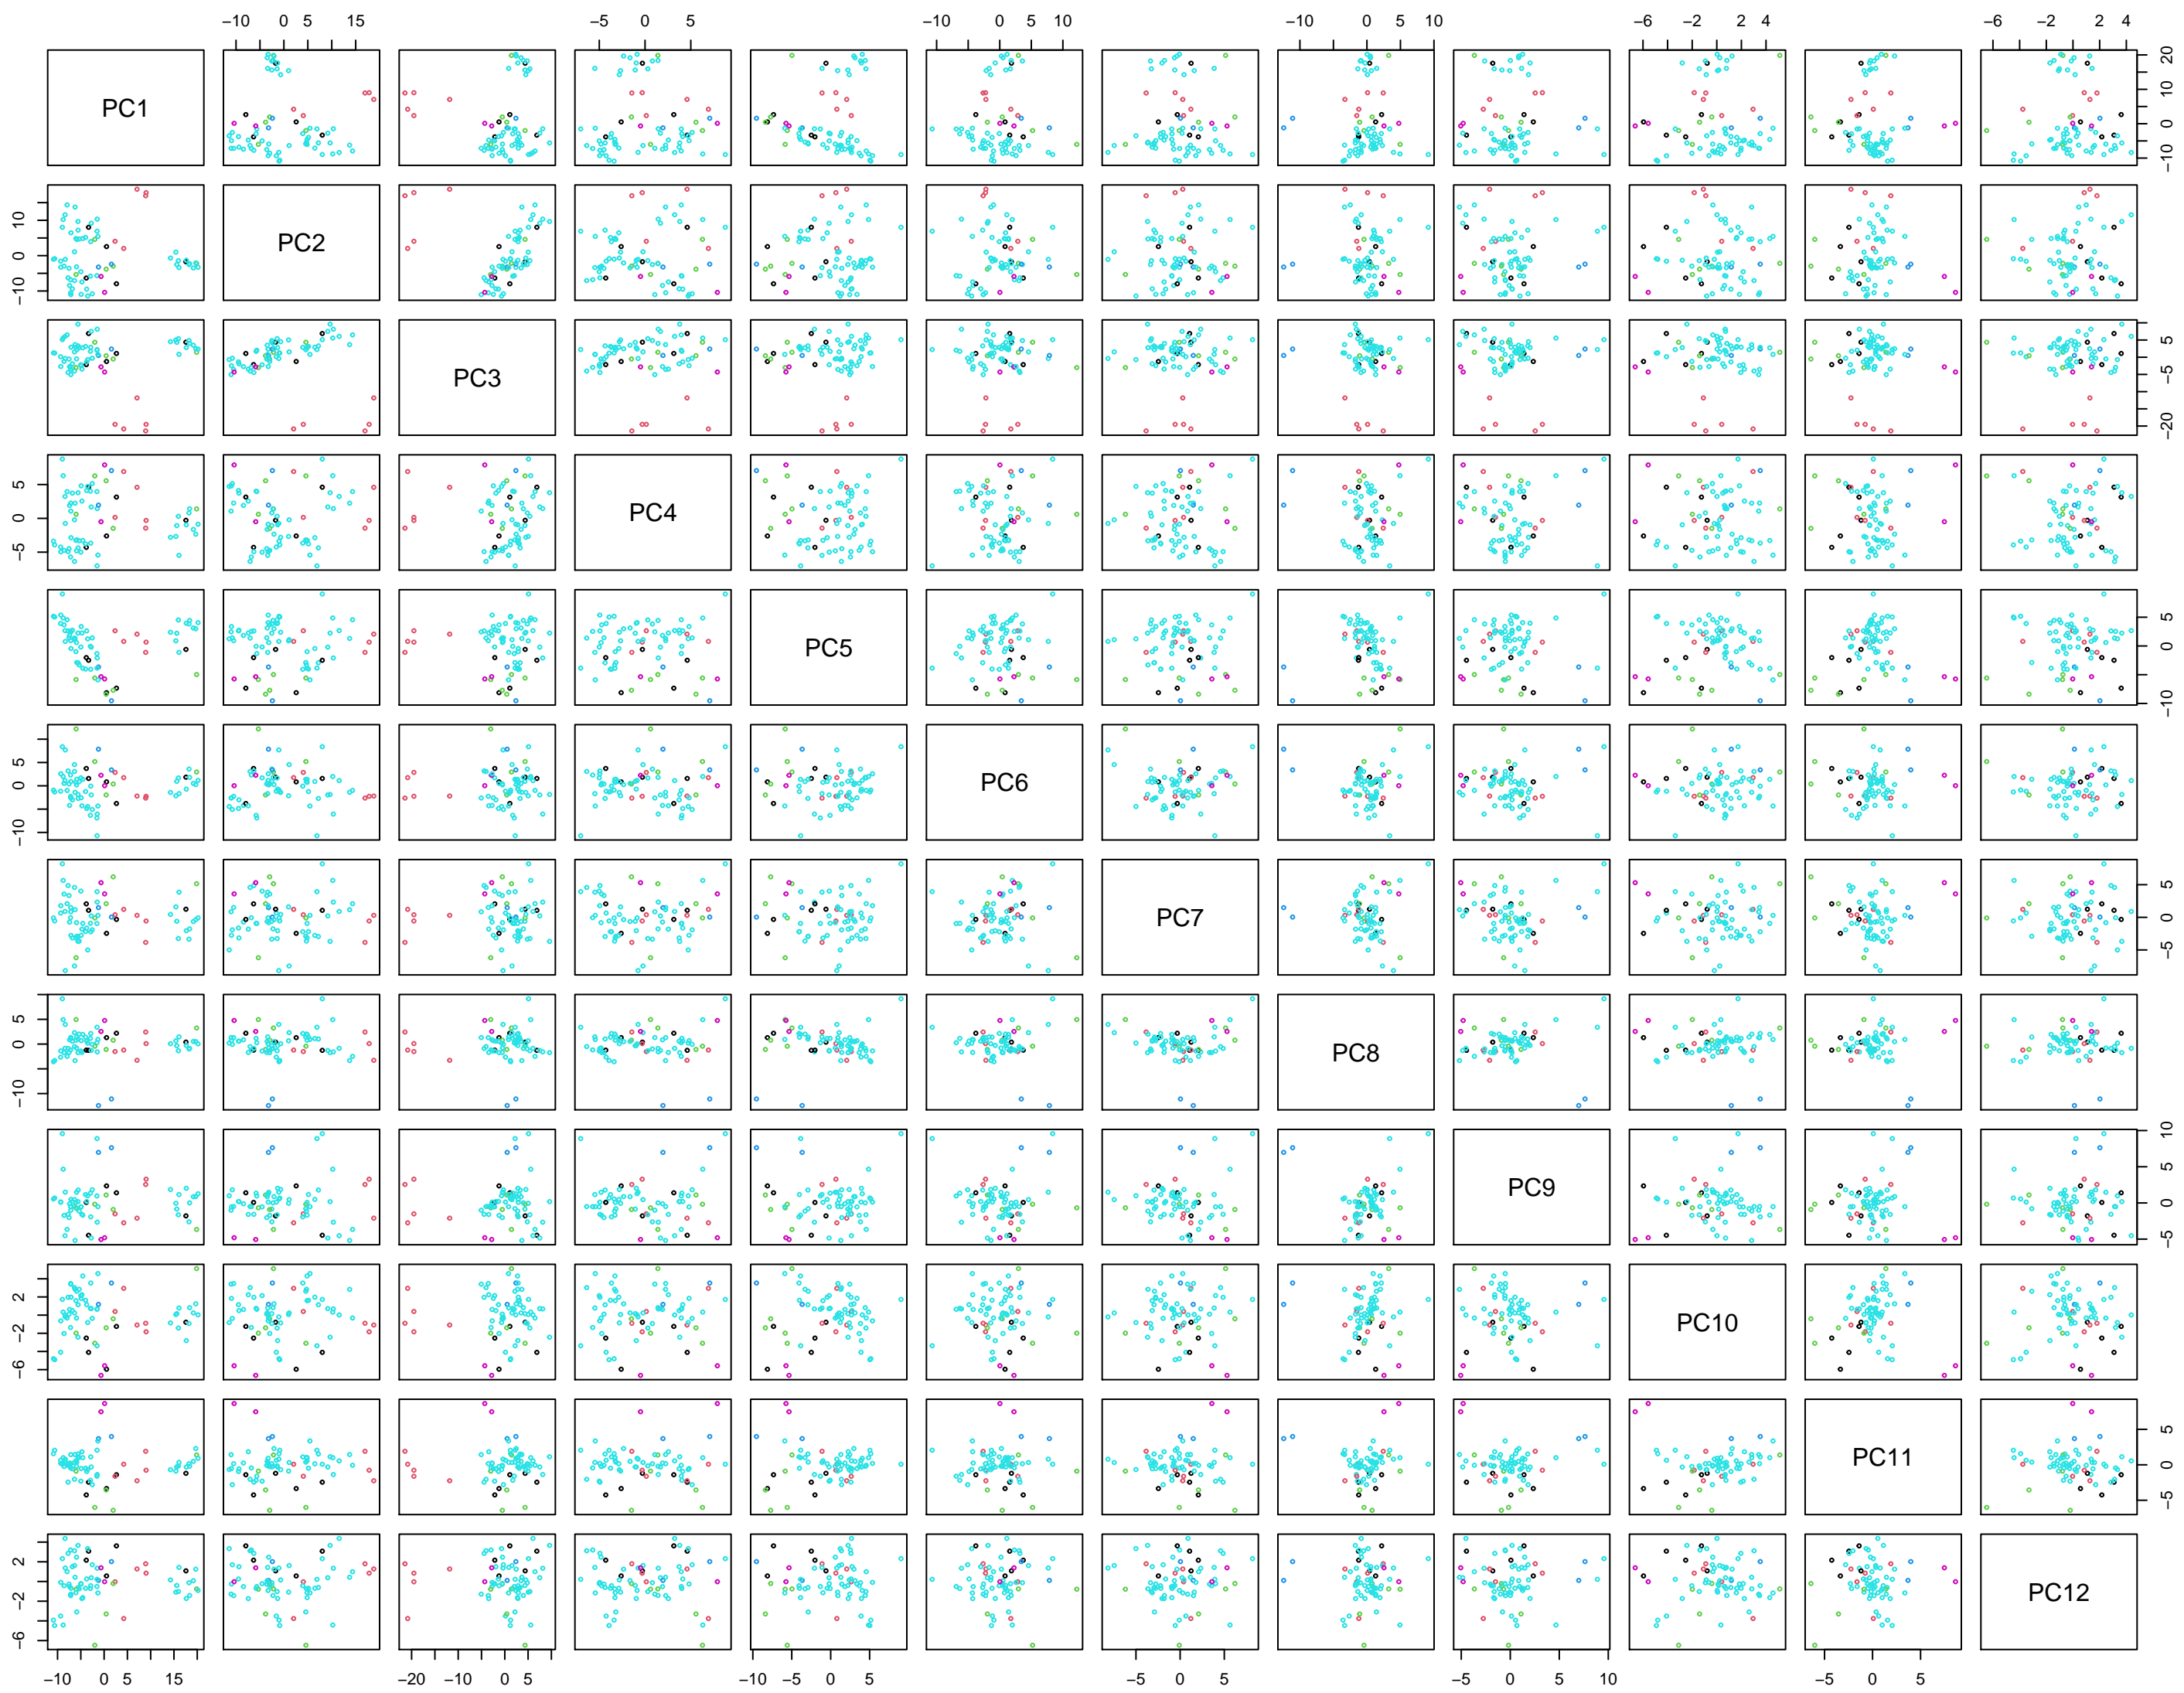 −10 0 5 15 −5 0 5 −10 0 5 10 −10 0 5 10 −6 −2 2 4 −6 −2 2 4
PC1 −10 0 10 20
−10 0 10 PC2
PC3 −20 −5 5
−5 0 5 PC4
PC5 −10 0 5
−10 0 5 PC6
PC7 −5 0 5
−10 0 5 PC8
PC9 −5 0 5 10
−6 −2 2 PC10
PC11 −5 0 5
−6 −2 2 PC12
−10 0 5 15 −20 −10 0 5 −10 −5 0 5 −5 0 5 −5 0 5 10 −5 0 5